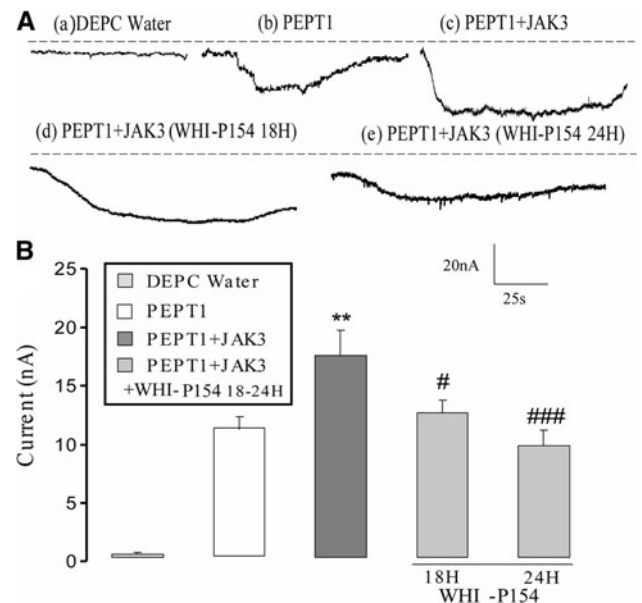 A
(a)DEPC Water (b) PEPT1 (c) PEPT1+JAK3
(d) PEPT1+JAK3 (WHI-P154 18H) (e) PEPT1+JAK3 (WHI-P154 24H)
B
20nA
25s
DEPC Water
PEPT1
PEPT1+JAK3
PEPT1+JAK3
+WHI-P154 18-24H
Current (nA)
25
20
15
10
5
0
**
#
###
18H 24H
WHI -P154